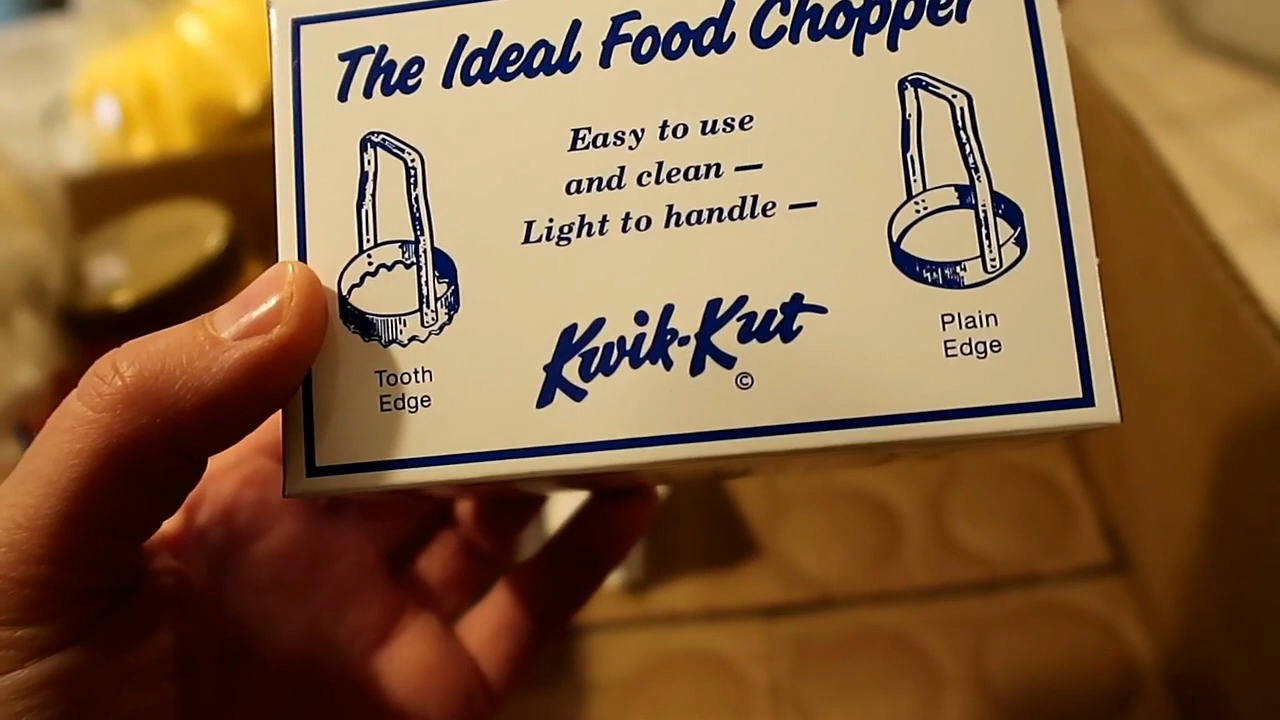 The Ideal Food Chopper
Easy to use
and clean —
Light to handle —
Kwik-Kut
©
Tooth
Edge
Plain
Edge